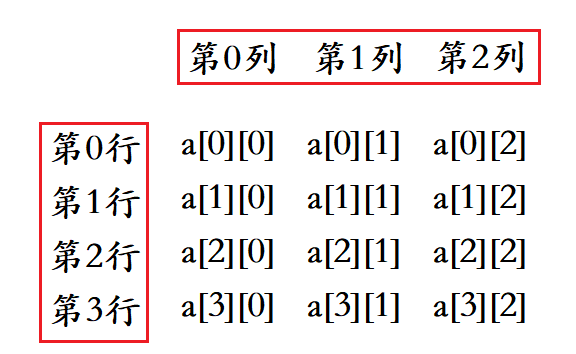 第0列 第1列 第2列
第0行 a[0][0] a[0][1] a[0][2]
第1行 a[1][0] a[1][1] a[1][2]
第2行 a[2][0] a[2][1] a[2][2]
第3行 a[3][0] a[3][1] a[3][2]